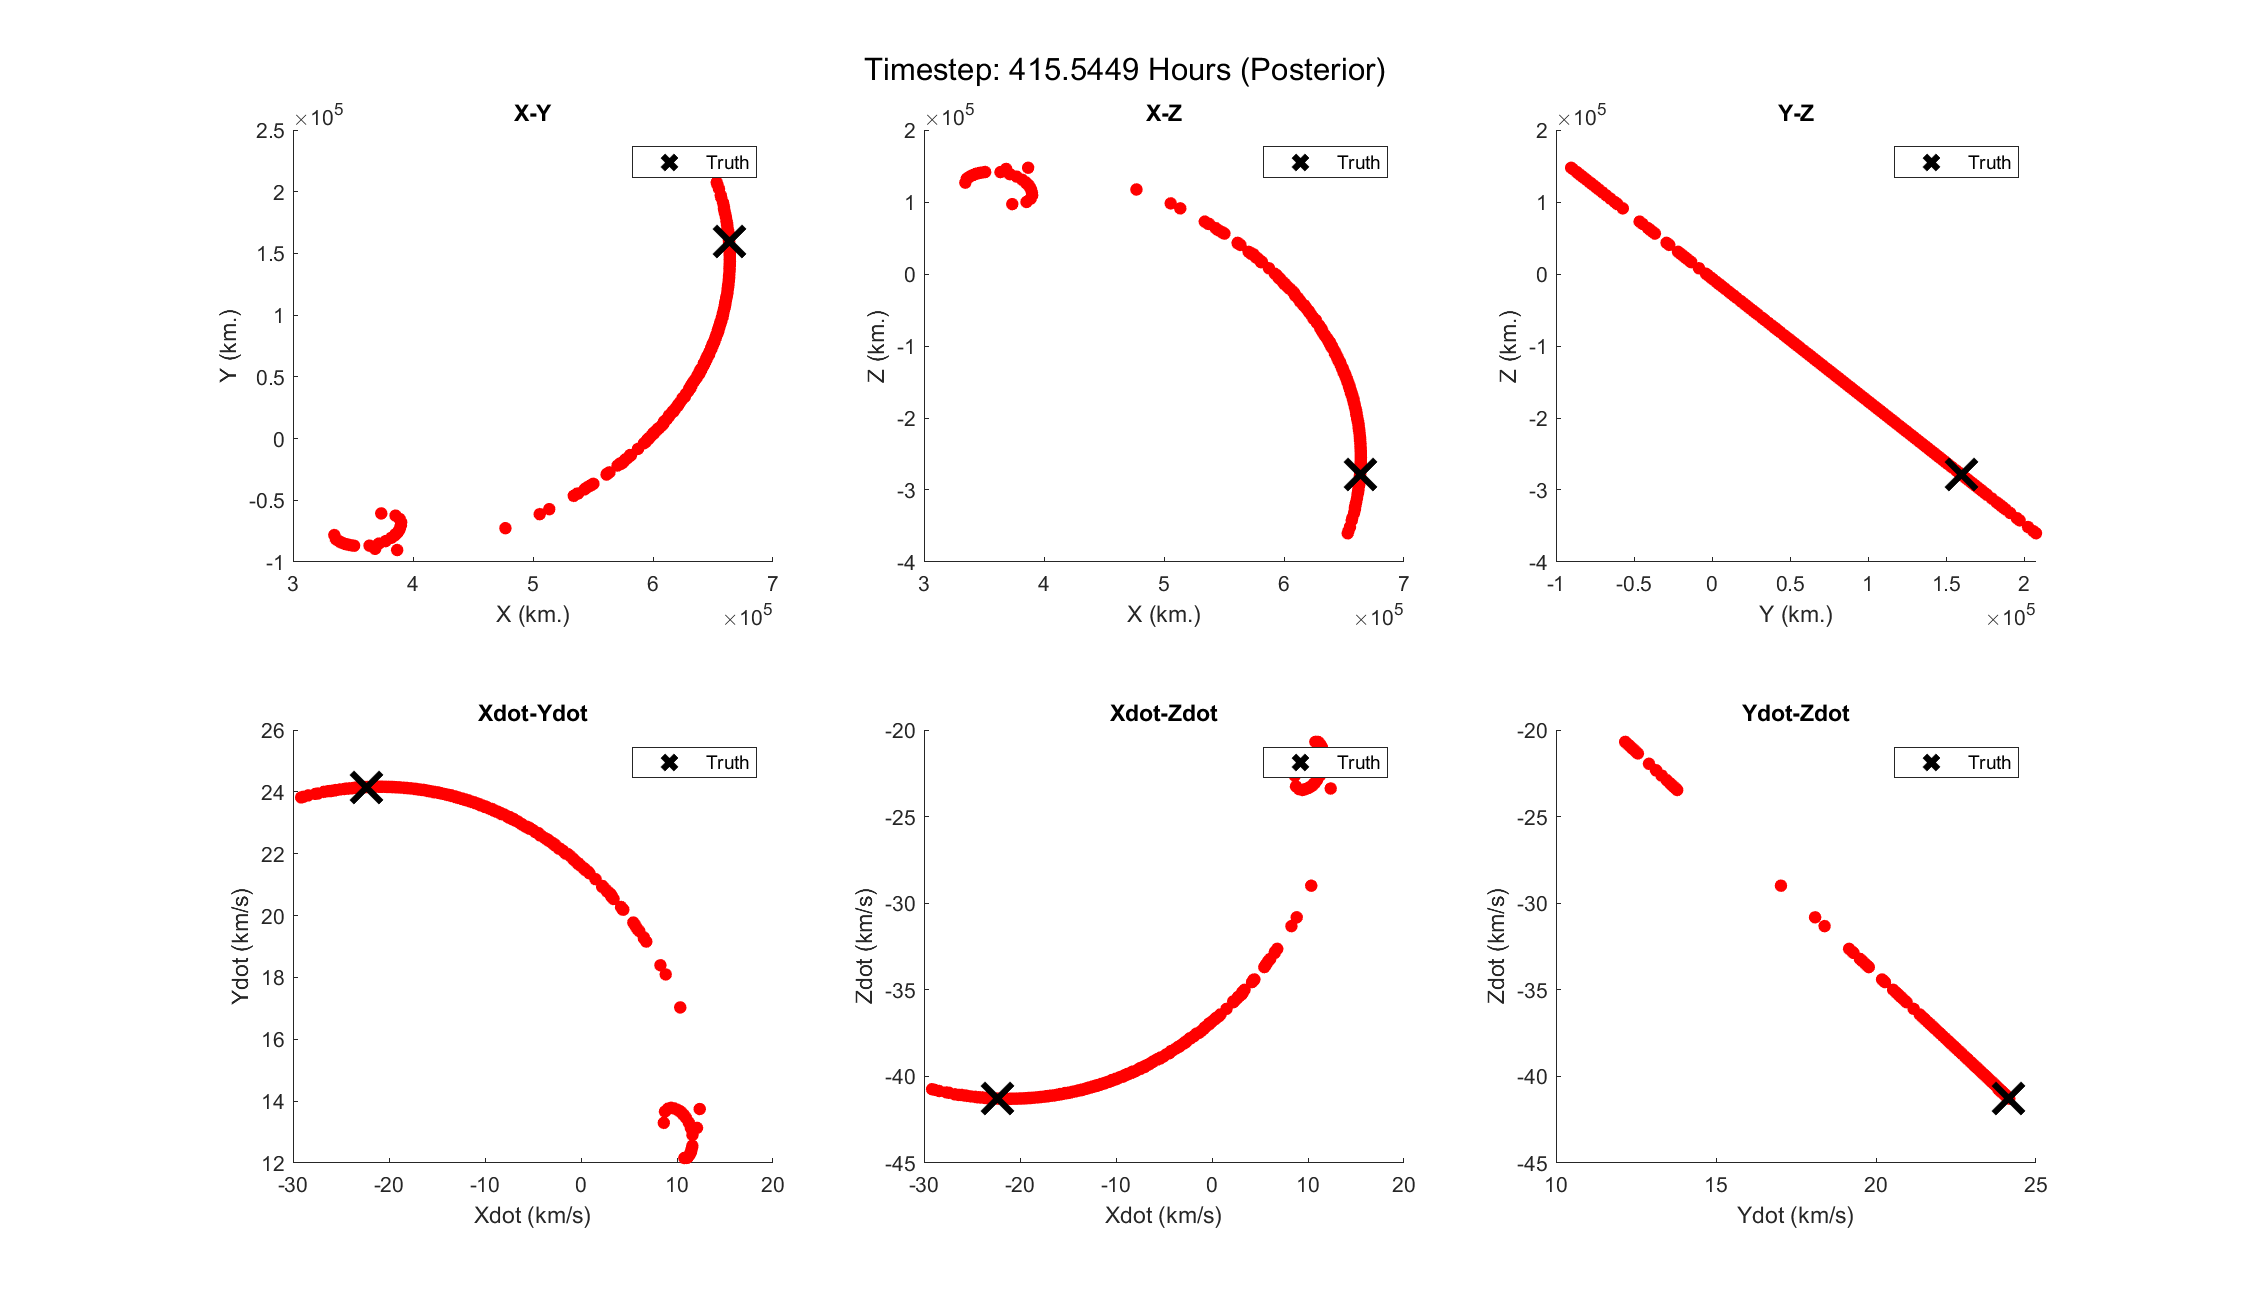 Timestep: 415.5449 Hours (Posterior)
X-Y
×10^5
2.5
2
1.5
1
0.5
0
-0.5
-1
Y (km.)
3 4 5 6 7
X (km.)
×10^5
Truth
X-Z
×10^5
2
1
0
-1
-2
-3
-4
Z (km.)
3 4 5 6 7
X (km.)
×10^5
Truth
Y-Z
×10^5
2
1
0
-1
-2
-3
-4
Z (km.)
-1 -0.5 0 0.5 1 1.5 2
Y (km.)
×10^5
Truth
Xdot-Ydot
26
24
22
20
18
16
14
12
Ydot (km/s)
-30 -20 -10 0 10 20
Xdot (km/s)
Truth
Xdot-Zdot
-20
-25
-30
-35
-40
-45
Zdot (km/s)
-30 -20 -10 0 10 20
Xdot (km/s)
Truth
Ydot-Zdot
-20
-25
-30
-35
-40
-45
Zdot (km/s)
10 15 20 25
Ydot (km/s)
Truth